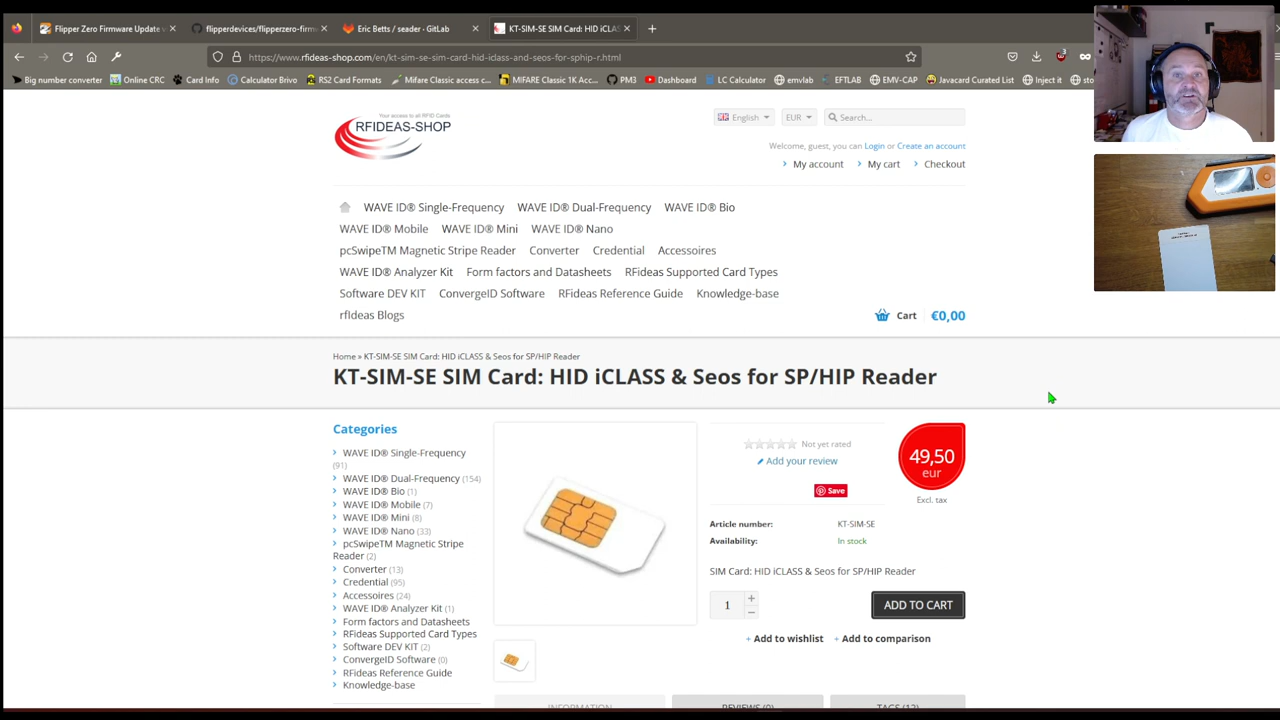 Flipper Zero Firmware Update
flipperdevices/flipperzero-firm
Eric Betts / seader · GitLab
KT-SIM-SE SIM Card: HID iCLAS
https://www.rfideas-shop.com/en/kt-sim-se-sim-card-hid-iclass-and-seos-for-sphip-r.html
Big number converter
Online CRC
Card Info
Calculator Brivo
RS2 Card Formats
Mifare Classic access c...
MIFARE Classic 1K Acc...
PM3
Dashboard
LC Calculator
emvlab
EFTLAB
EMV-CAP
Javacard Curated List
Inject it
Your access to all RFID Cards
RFIDEAS-SHOP
English
EUR
Search...
Welcome, guest, you can Login or Create an account
My account
My cart
Checkout
WAVE ID® Single-Frequency WAVE ID® Dual-Frequency WAVE ID® Bio
WAVE ID® Mobile WAVE ID® Mini WAVE ID® Nano
pcSwipeTM Magnetic Stripe Reader Converter Credential Accessoires
WAVE ID® Analyzer Kit Form factors and Datasheets RFideas Supported Card Types
Software DEV KIT ConvergeID Software RFideas Reference Guide Knowledge-base
rfIdeas Blogs
Cart €0,00
Home » KT-SIM-SE SIM Card: HID iCLASS & Seos for SP/HIP Reader
KT-SIM-SE SIM Card: HID iCLASS & Seos for SP/HIP Reader
Categories
WAVE ID® Single-Frequency
(91)
WAVE ID® Dual-Frequency (154)
WAVE ID® Bio (1)
WAVE ID® Mobile (7)
WAVE ID® Mini (8)
WAVE ID® Nano (33)
pcSwipeTM Magnetic Stripe
Reader (2)
Converter (13)
Credential (95)
Accessoires (24)
WAVE ID® Analyzer Kit (1)
Form factors and Datasheets
RFideas Supported Card Types
Software DEV KIT (2)
ConvergeID Software (0)
RFideas Reference Guide
Knowledge-base
Not yet rated
Add your review
Save
49,50
eur
Excl. tax
Article number: KT-SIM-SE
Availability: In stock
SIM Card: HID iCLASS & Seos for SP/HIP Reader
1
+
−
ADD TO CART
+ Add to wishlist + Add to comparison
INFORMATION
REVIEWS (0)
TAGS (12)